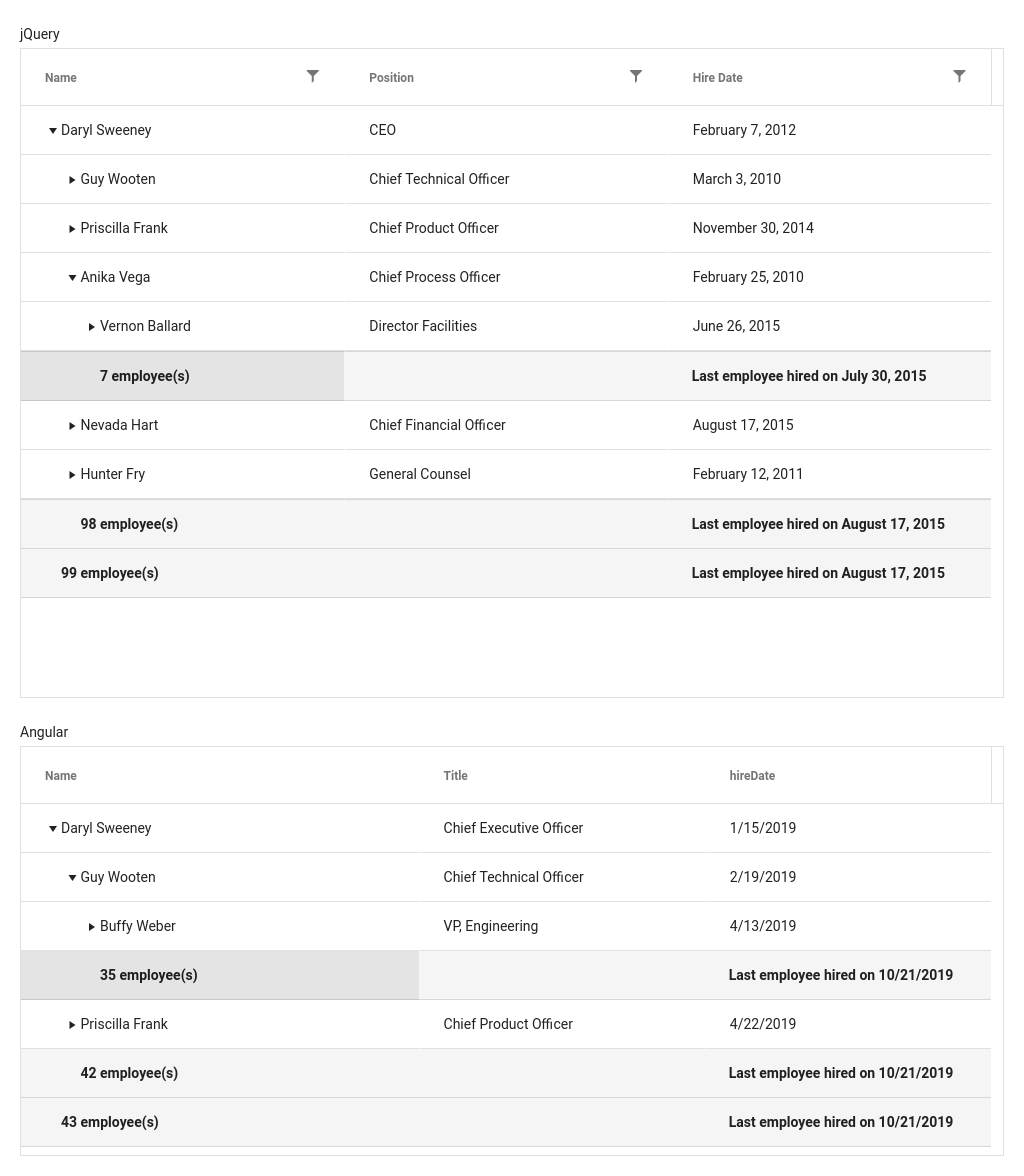 jQuery
Name Position Hire Date
Daryl Sweeney CEO February 7, 2012
Guy Wooten Chief Technical Officer March 3, 2010
Priscilla Frank Chief Product Officer November 30, 2014
Anika Vega Chief Process Officer February 25, 2010
Vernon Ballard Director Facilities June 26, 2015
7 employee(s) Last employee hired on July 30, 2015
Nevada Hart Chief Financial Officer August 17, 2015
Hunter Fry General Counsel February 12, 2011
98 employee(s) Last employee hired on August 17, 2015
99 employee(s) Last employee hired on August 17, 2015
Angular
Name Title hireDate
Daryl Sweeney Chief Executive Officer 1/15/2019
Guy Wooten Chief Technical Officer 2/19/2019
Buffy Weber VP, Engineering 4/13/2019
35 employee(s) Last employee hired on 10/21/2019
Priscilla Frank Chief Product Officer 4/22/2019
42 employee(s) Last employee hired on 10/21/2019
43 employee(s) Last employee hired on 10/21/2019